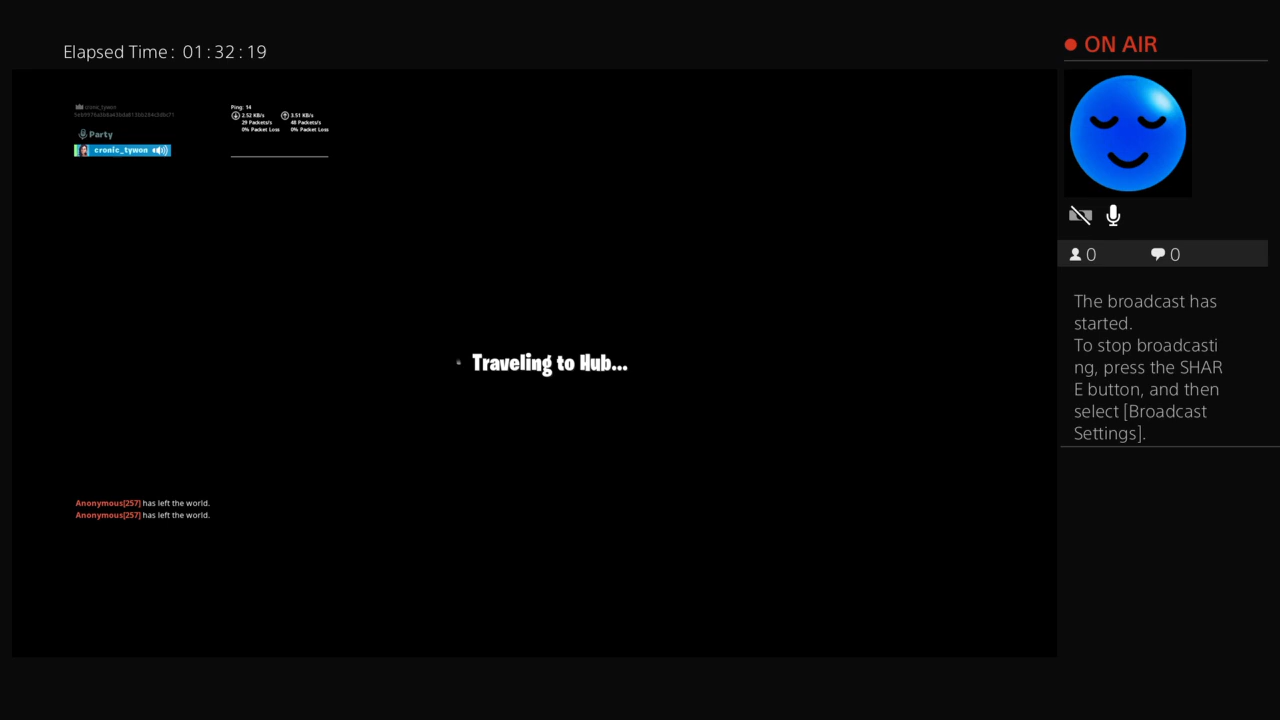 Elapsed Time: 01:32:19
ON AIR
cronic_tywon
Ping: 14
2.52 KB/s
3.51 KB/s
29 Packets/s
48 Packets/s
0% Packet Loss
0% Packet Loss
Party
cronic_tywon
0
0
The broadcast has
started.
To stop broadcasti
ng, press the SHAR
E button, and then
select [Broadcast
Settings].
Traveling to Hub...
Anonymous[257] has left the world.
Anonymous[257] has left the world.